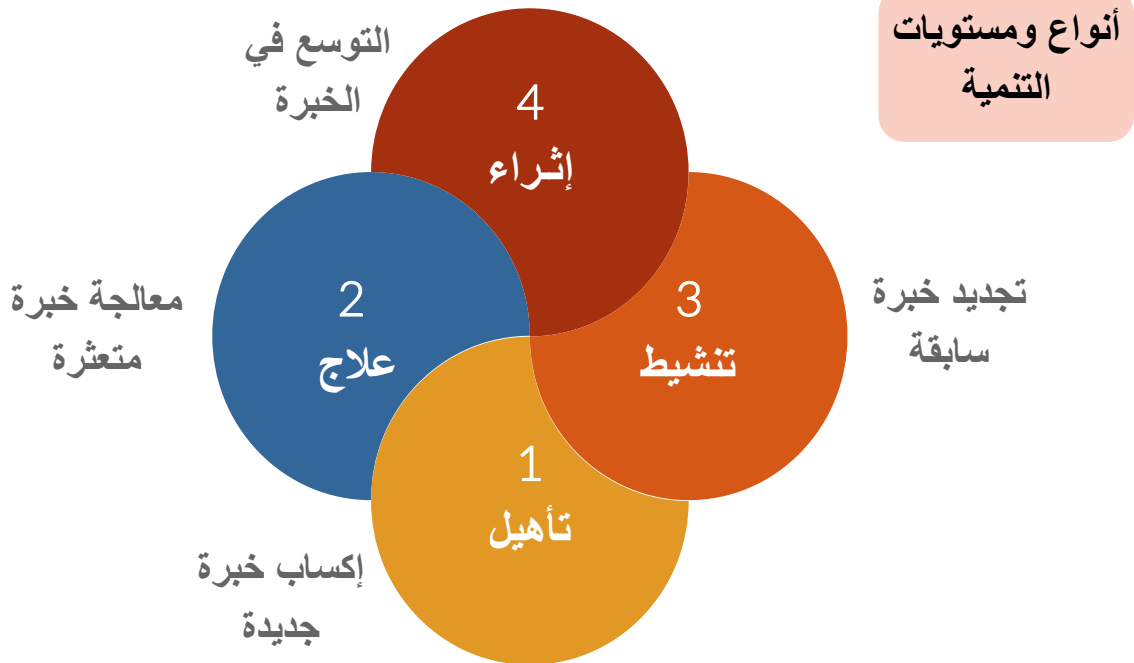 أنواع ومستويات
التنمية
التوسع في
الخبرة
4
إثراء
تجديد خبرة
سابقة
3
تنشيط
2
علاج
معالجة خبرة
متعثرة
1
تأهيل
إكساب خبرة
جديدة